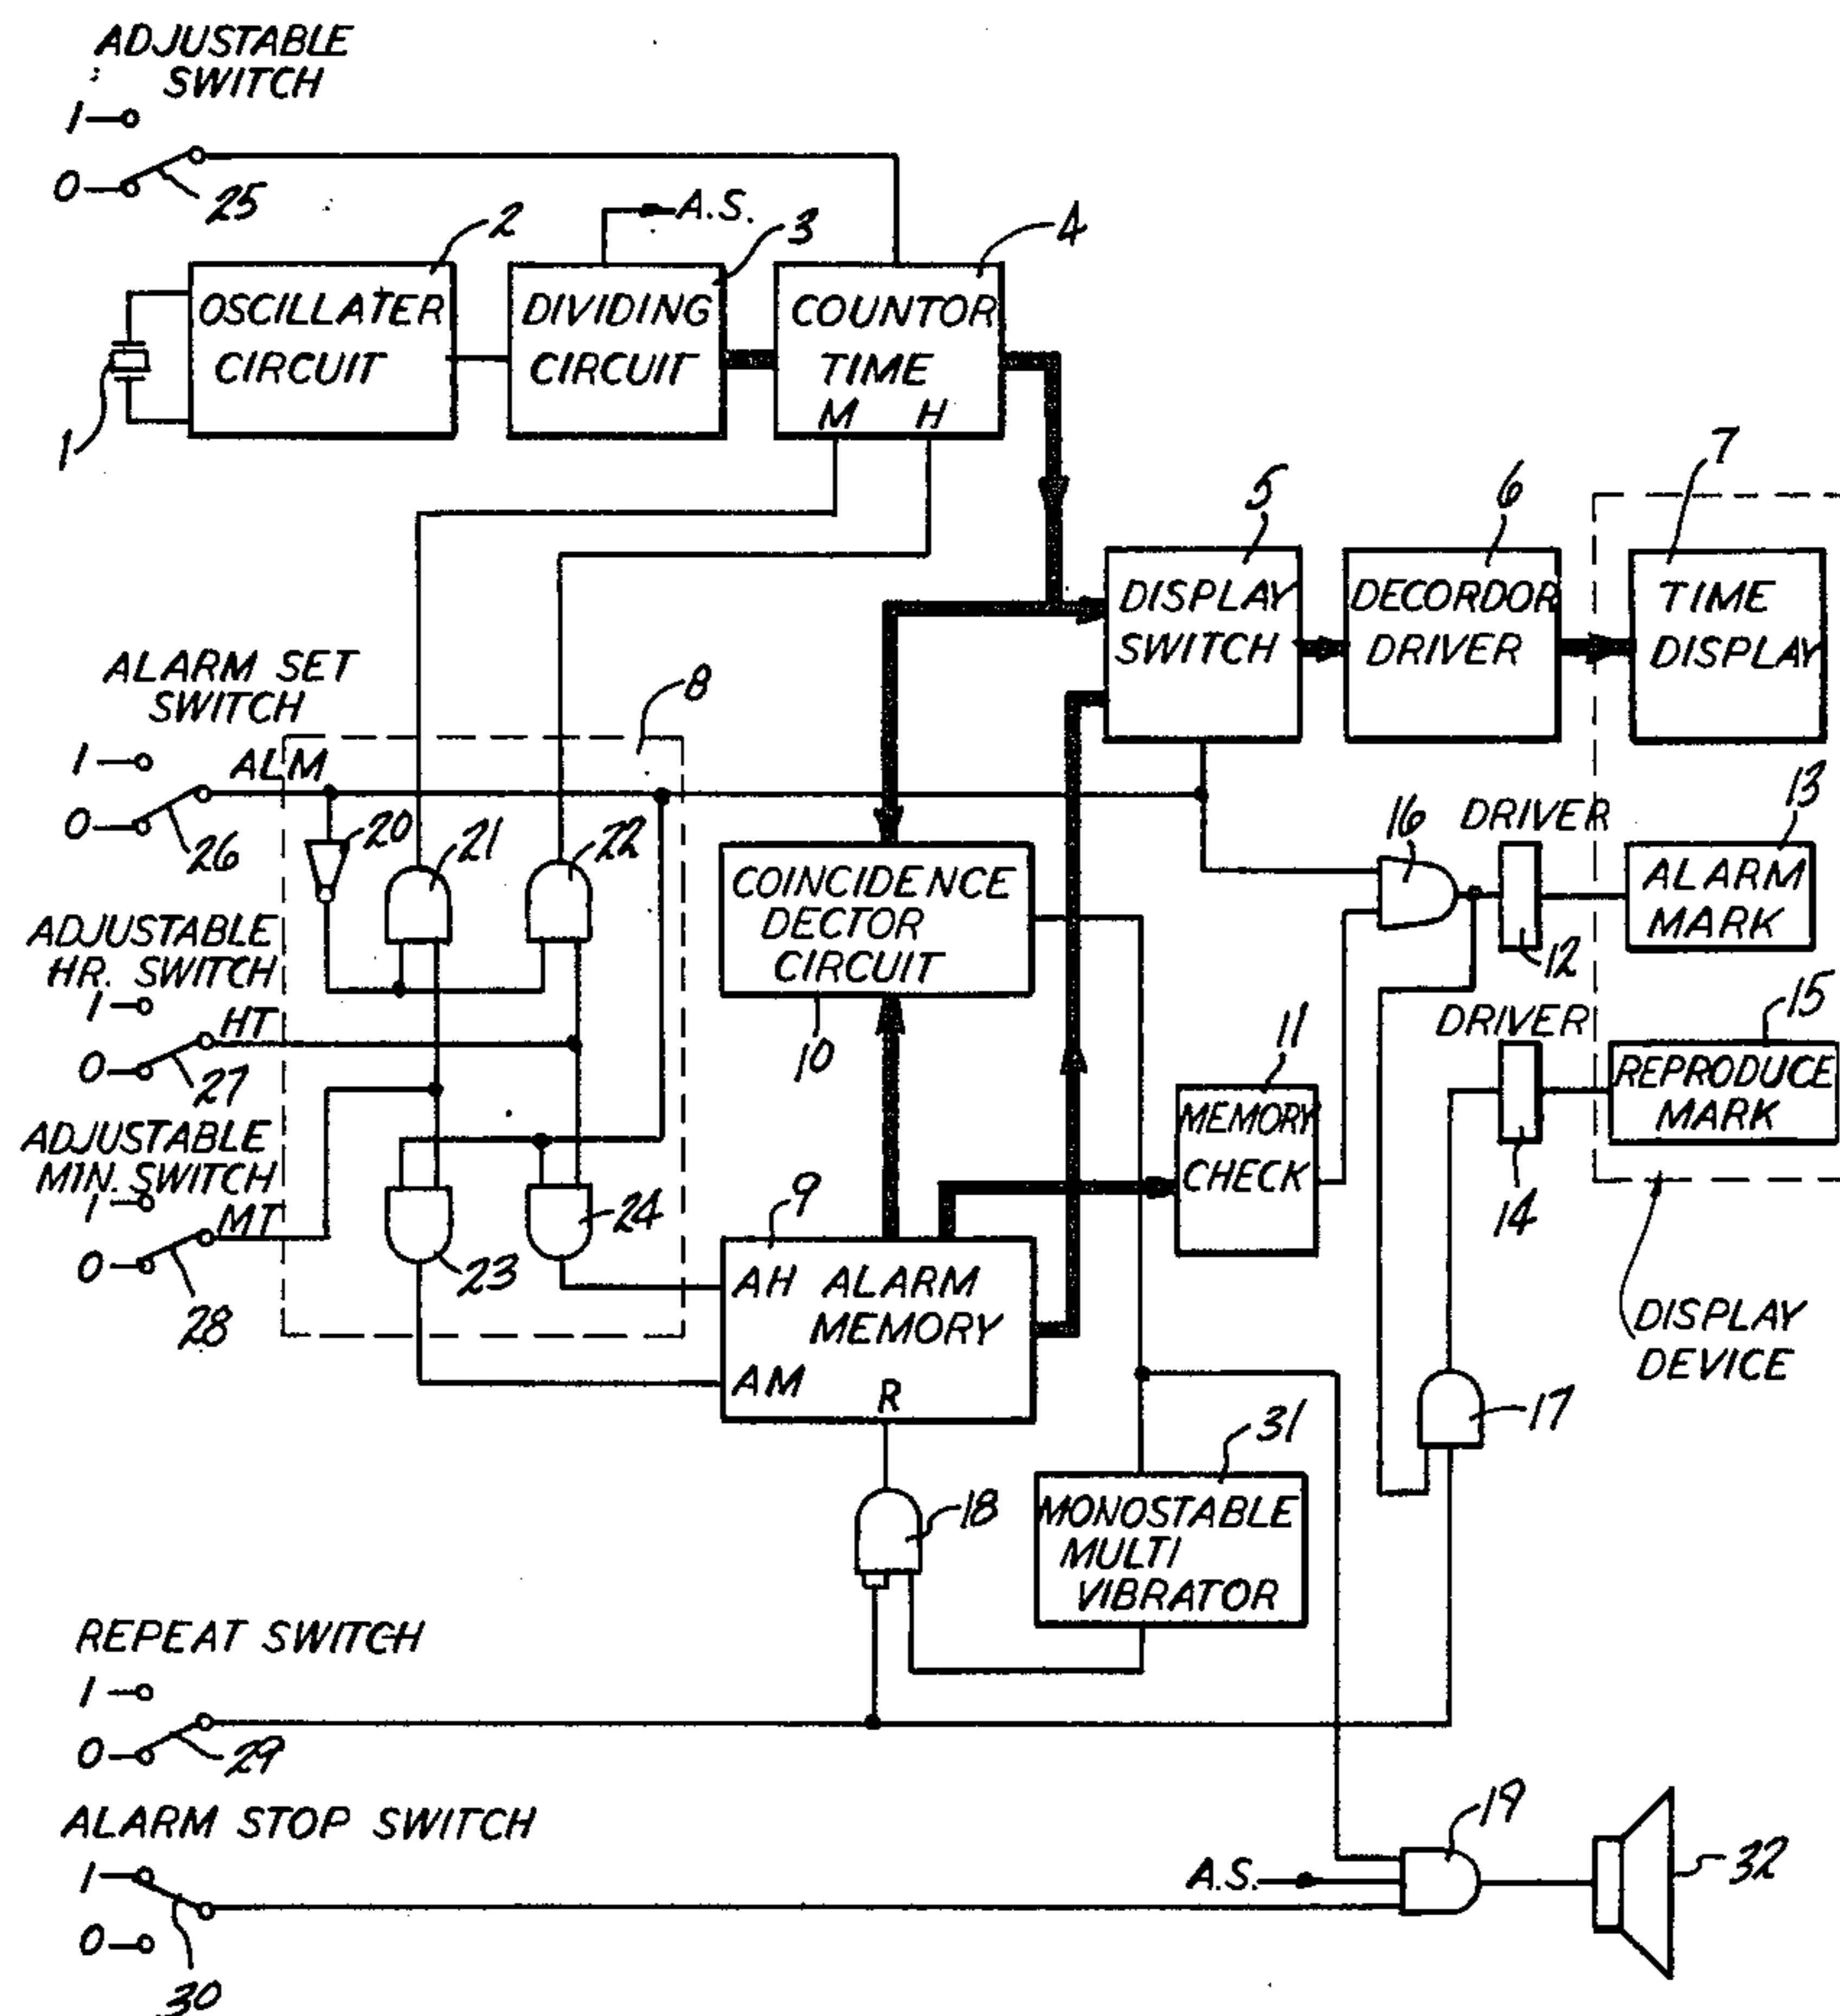 ADJUSTABLE
SWITCH
1
0
25
2
A.S.
3
4
OSCILLATER
CIRCUIT
DIVIDING
CIRCUIT
COUNTOR
TIME
M H
1
5
6
7
DISPLAY
SWITCH
DECORDOR
DRIVER
TIME
DISPLAY
ALARM SET
SWITCH
1
0
ALM
26
8
20
21
22
COINCIDENCE
DECTOR
CIRCUIT
10
16
DRIVER
12
13
ALARM
MARK
ADJUSTABLE
HR. SWITCH
1
0
HT
27
11
MEMORY
CHECK
DRIVER
14
15
REPRODUCE
MARK
ADJUSTABLE
MIN. SWITCH
1
0
MT
28
23
24
9
AH ALARM
MEMORY
AM
R
DISPLAY
DEVICE
17
18
31
MONOSTABLE
MULTI
VIBRATOR
REPEAT SWITCH
1
0
29
ALARM STOP SWITCH
1
0
30
A.S.
19
32